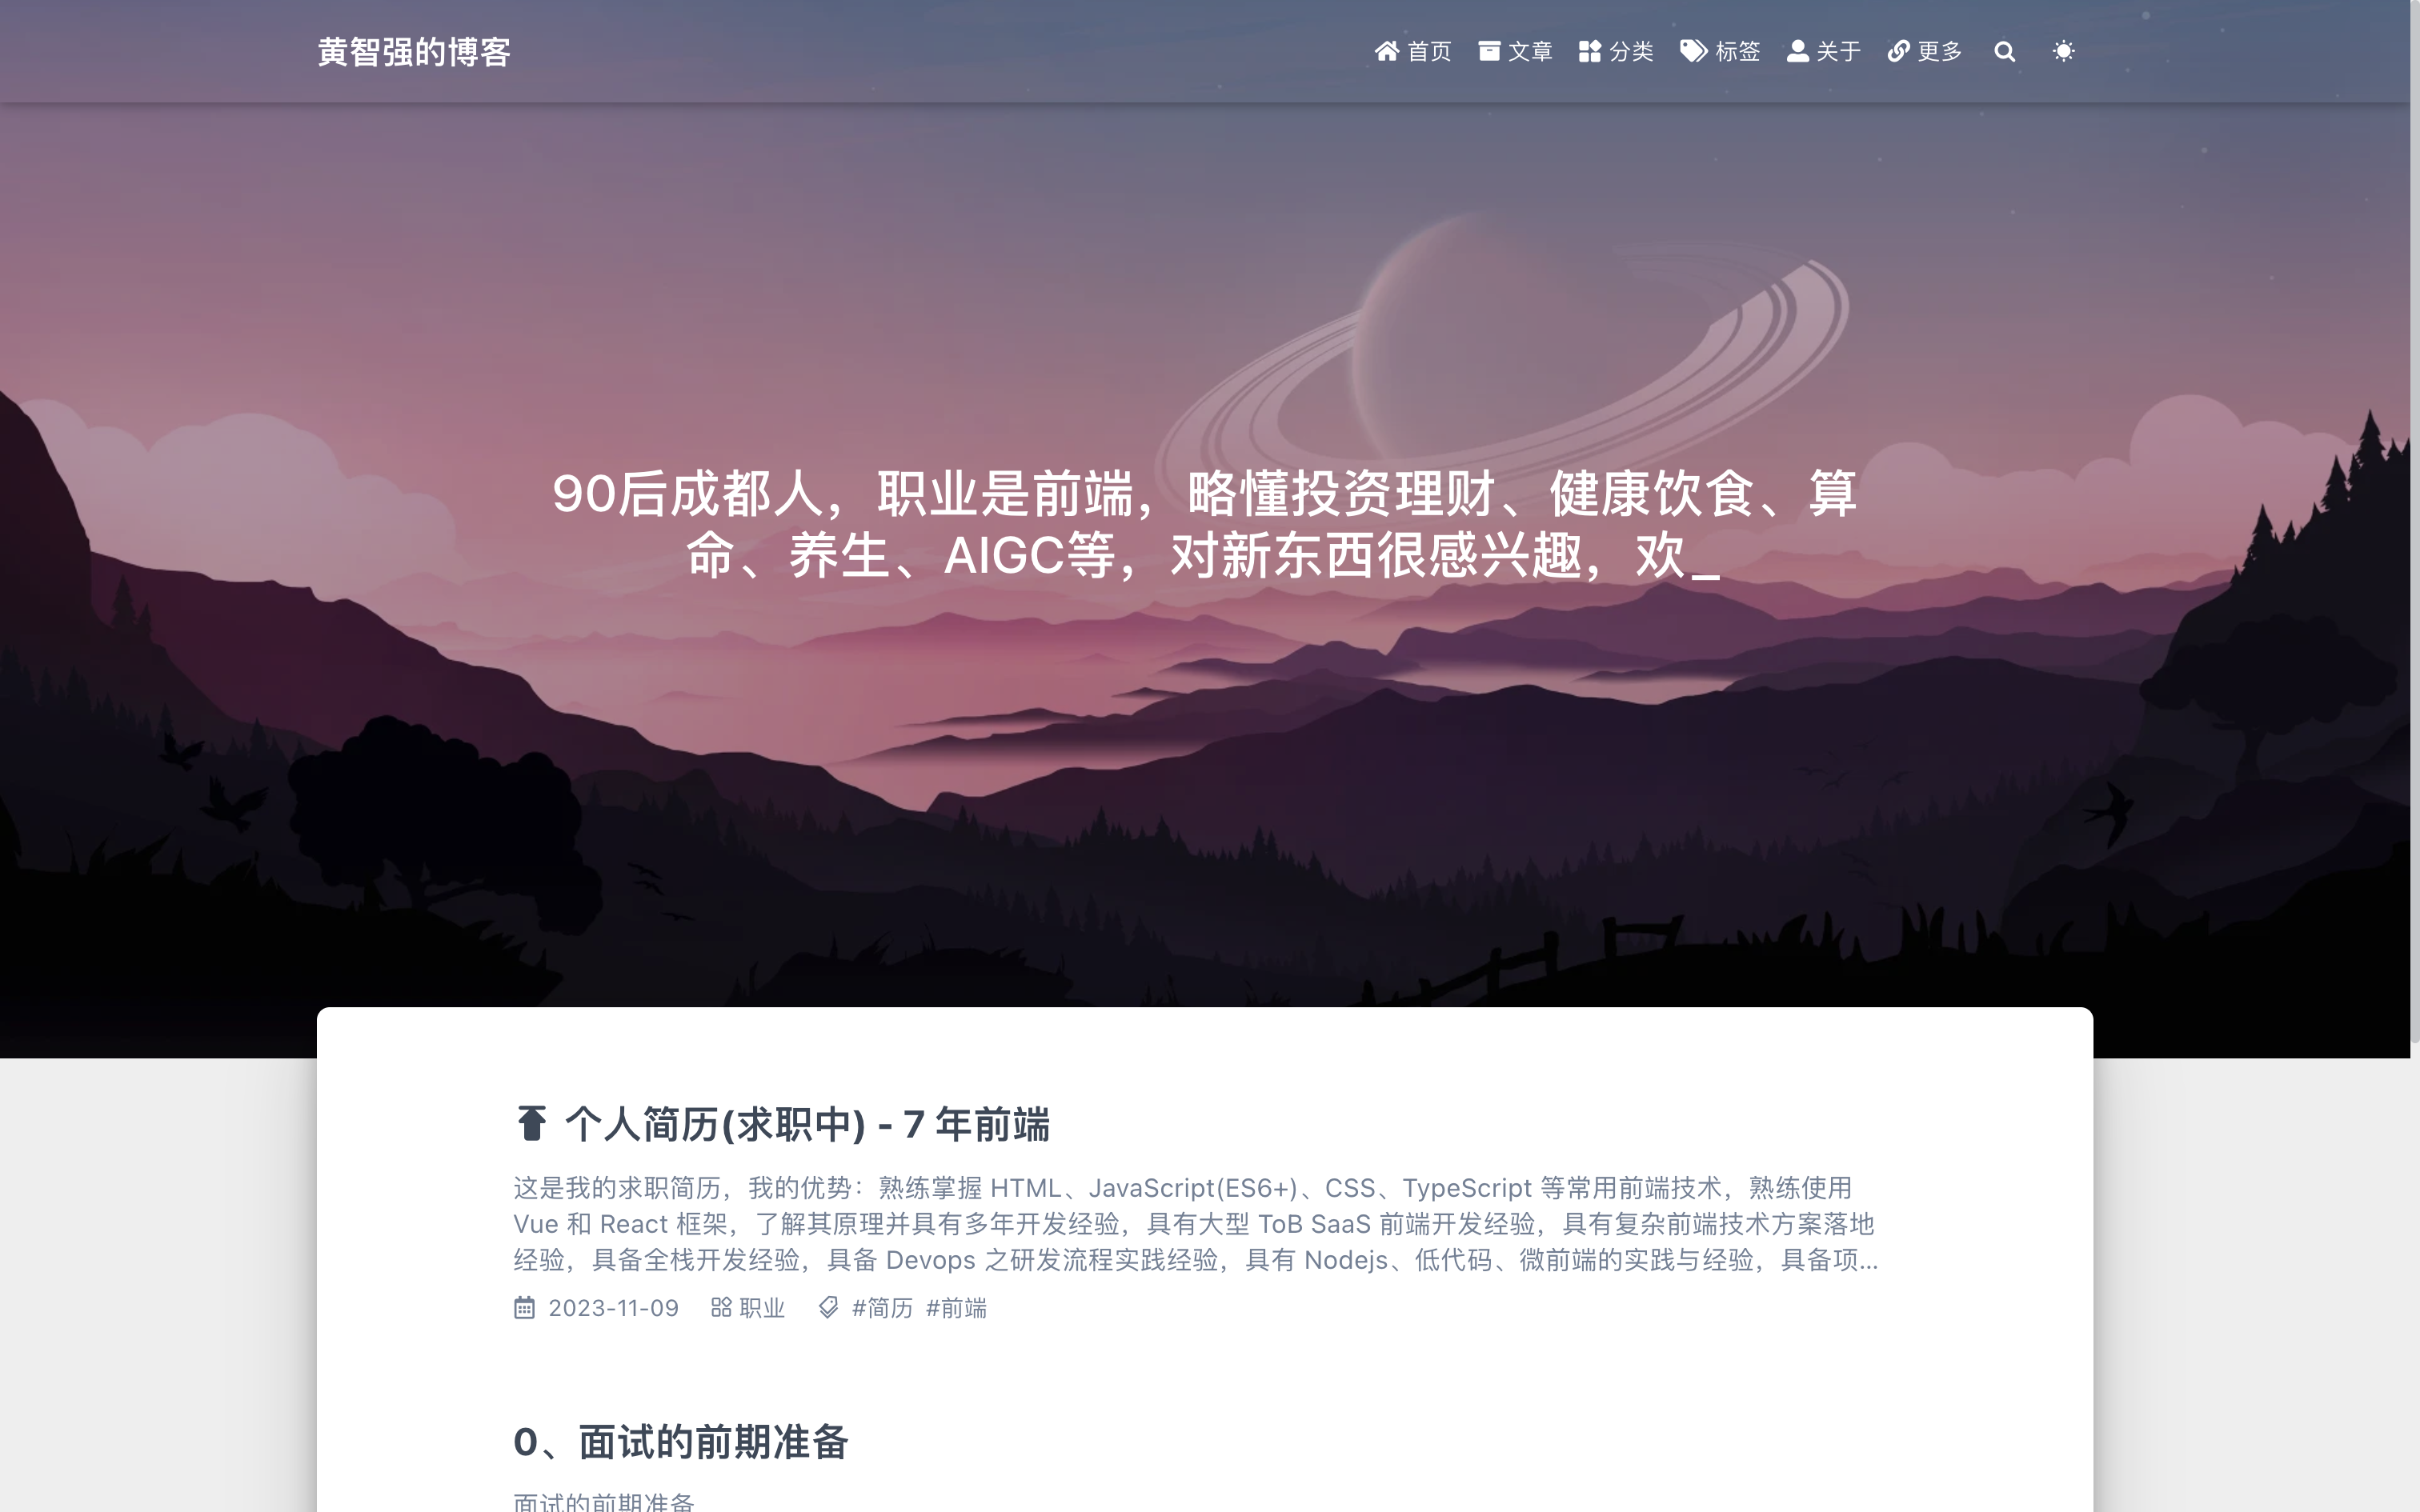 黄智强的博客
首页 文章 分类 标签 关于 更多
90后成都人，职业是前端，略懂投资理财、健康饮食、算
命、养生、AIGC等，对新东西很感兴趣，欢_
个人简历(求职中) - 7 年前端
这是我的求职简历，我的优势：熟练掌握 HTML、JavaScript(ES6+)、CSS、TypeScript 等常用前端技术，熟练使用
Vue 和 React 框架，了解其原理并具有多年开发经验，具有大型 ToB SaaS 前端开发经验，具有复杂前端技术方案落地
经验，具备全栈开发经验，具备 Devops 之研发流程实践经验，具有 Nodejs、低代码、微前端的实践与经验，具备项...
2023-11-09 职业 #简历 #前端
0、面试的前期准备
面试的前期准备